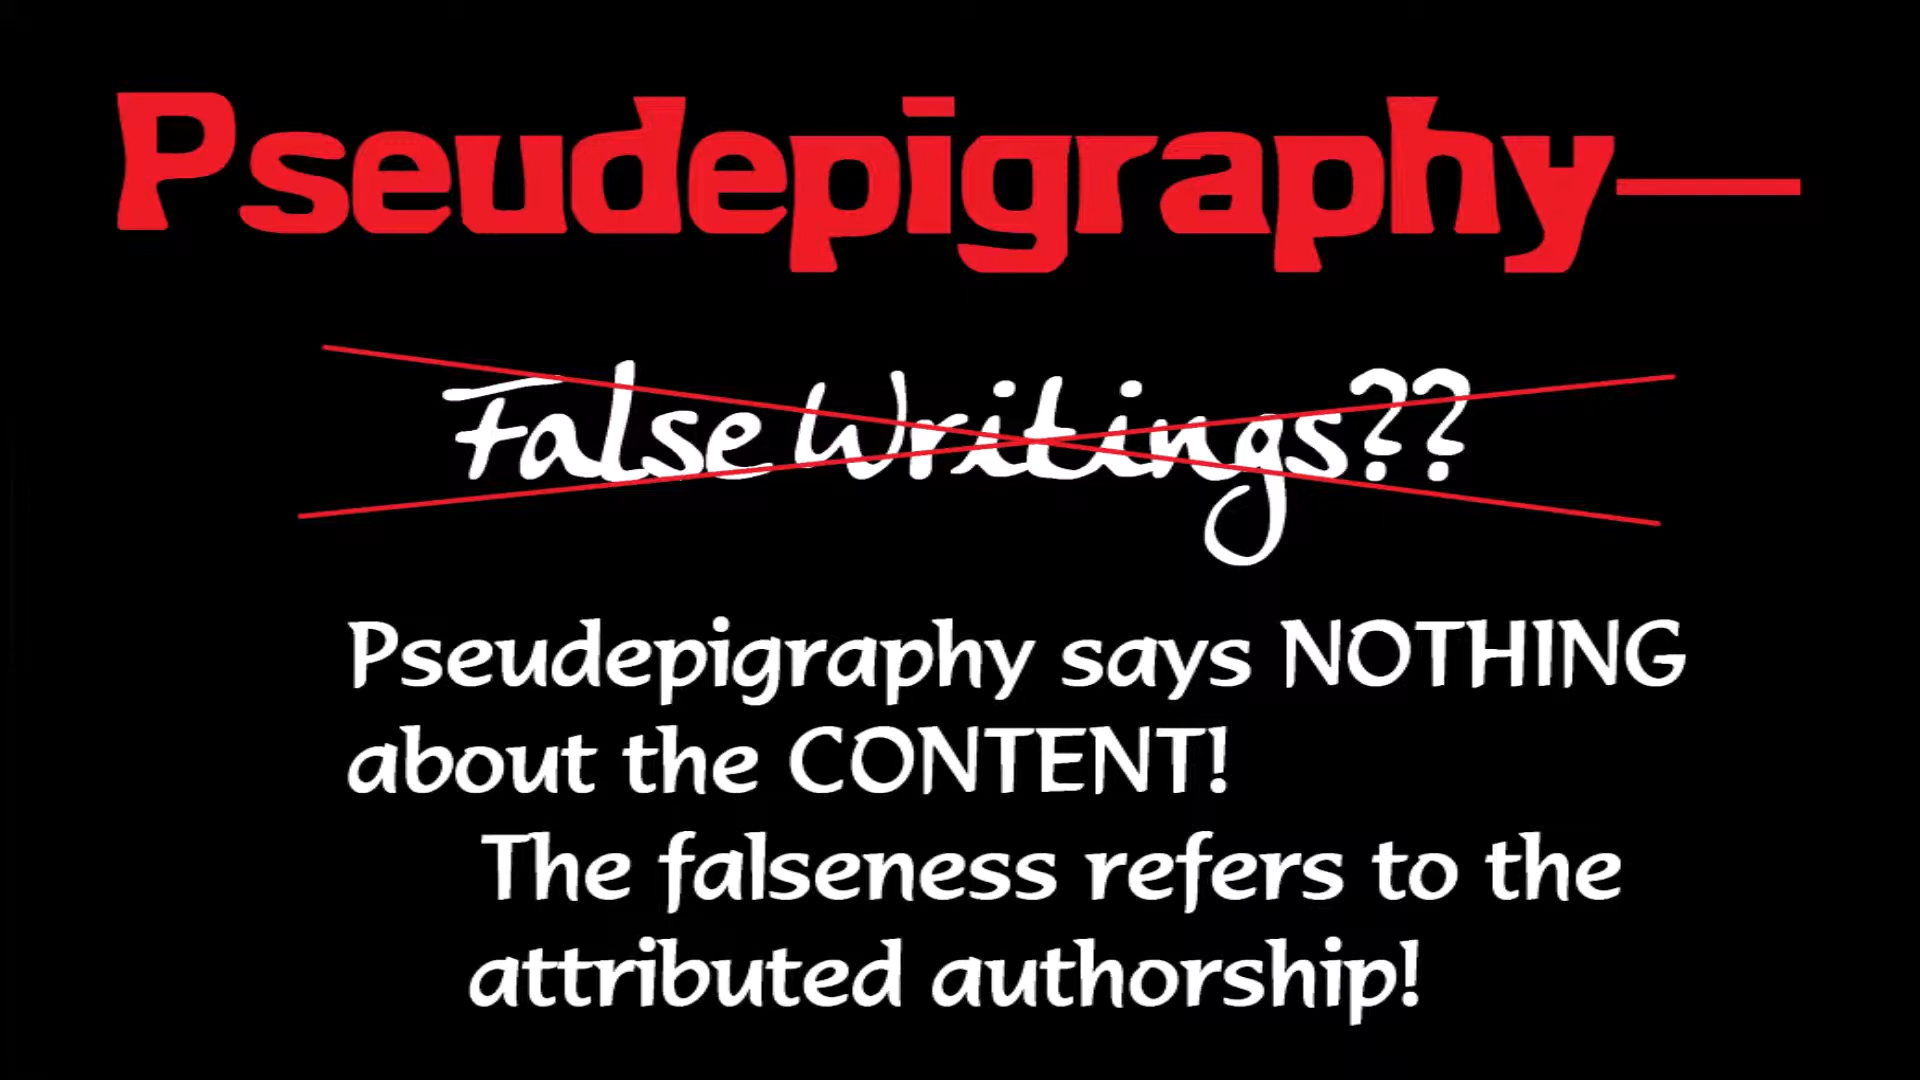 Pseudepigraphy—
False Writings??
Pseudepigraphy says NOTHING
about the CONTENT!
The falseness refers to the
attributed authorship!